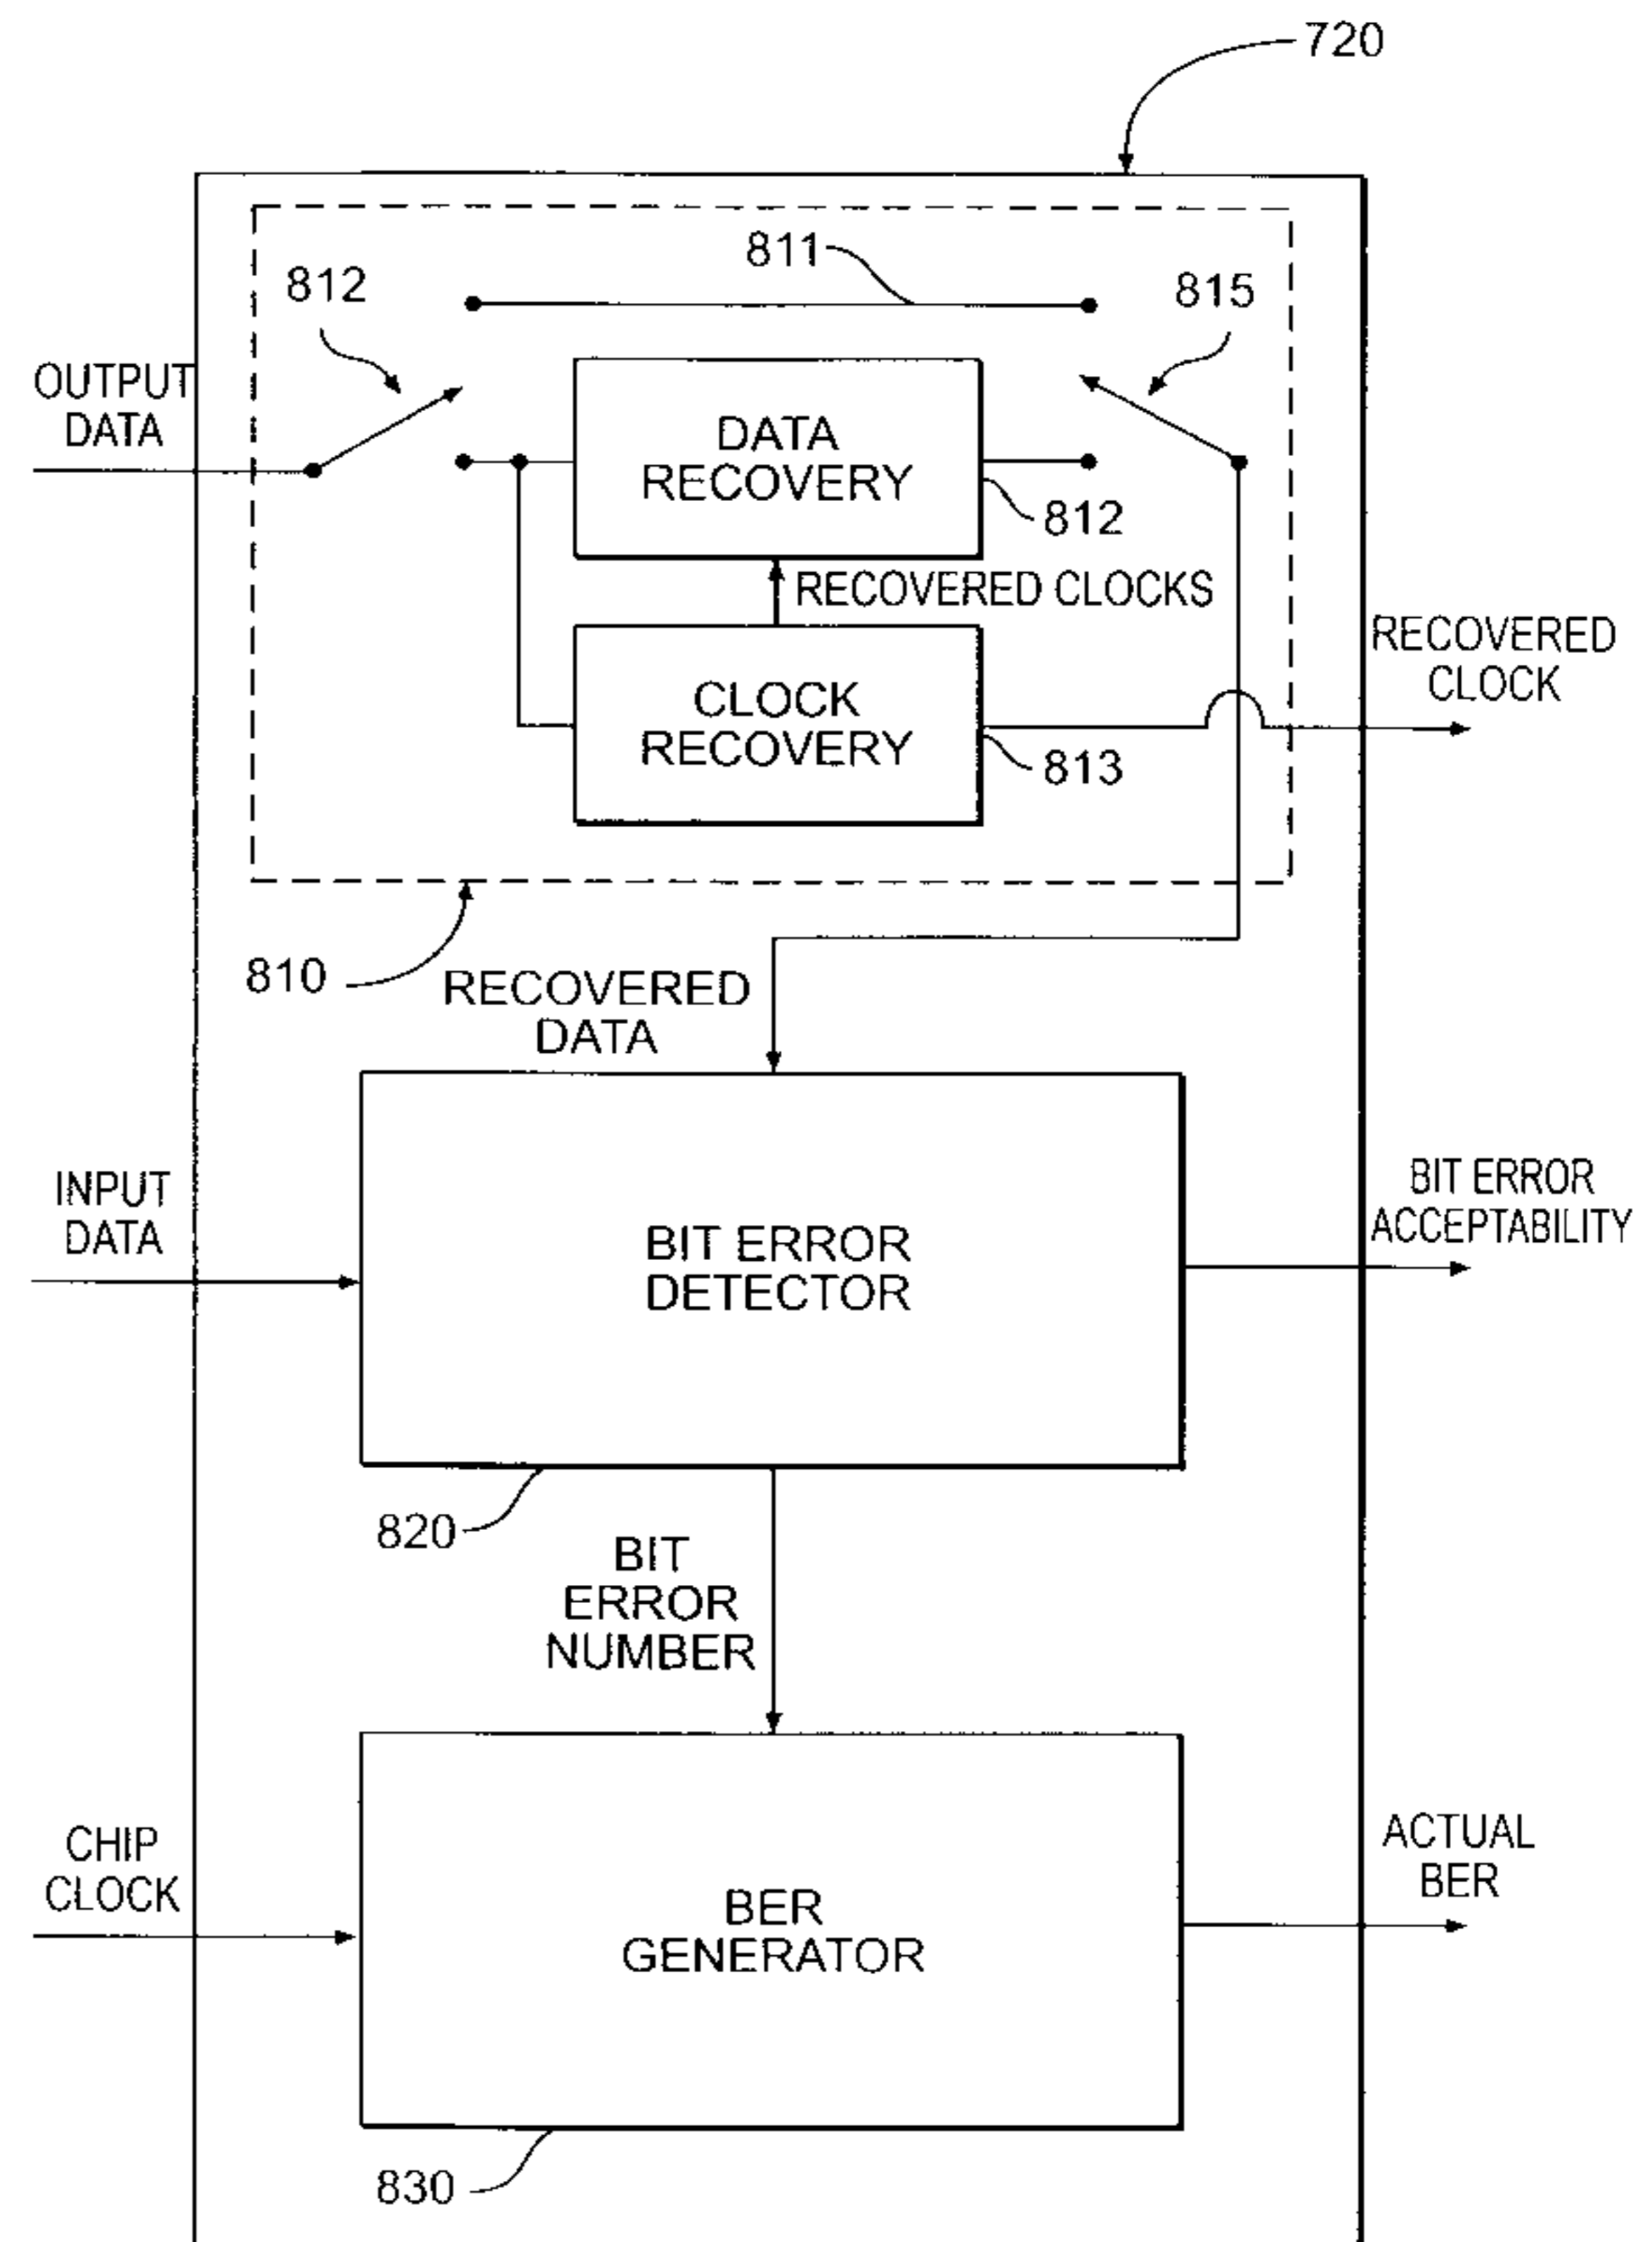 720
811
812
815
OUTPUT
DATA
DATA
RECOVERY
812
RECOVERED CLOCKS
RECOVERED
CLOCK
CLOCK
RECOVERY
813
810
RECOVERED
DATA
INPUT
DATA
BIT ERROR
DETECTOR
BIT ERROR
ACCEPTABILITY
820
BIT
ERROR
NUMBER
CHIP
CLOCK
BER
GENERATOR
ACTUAL
BER
830